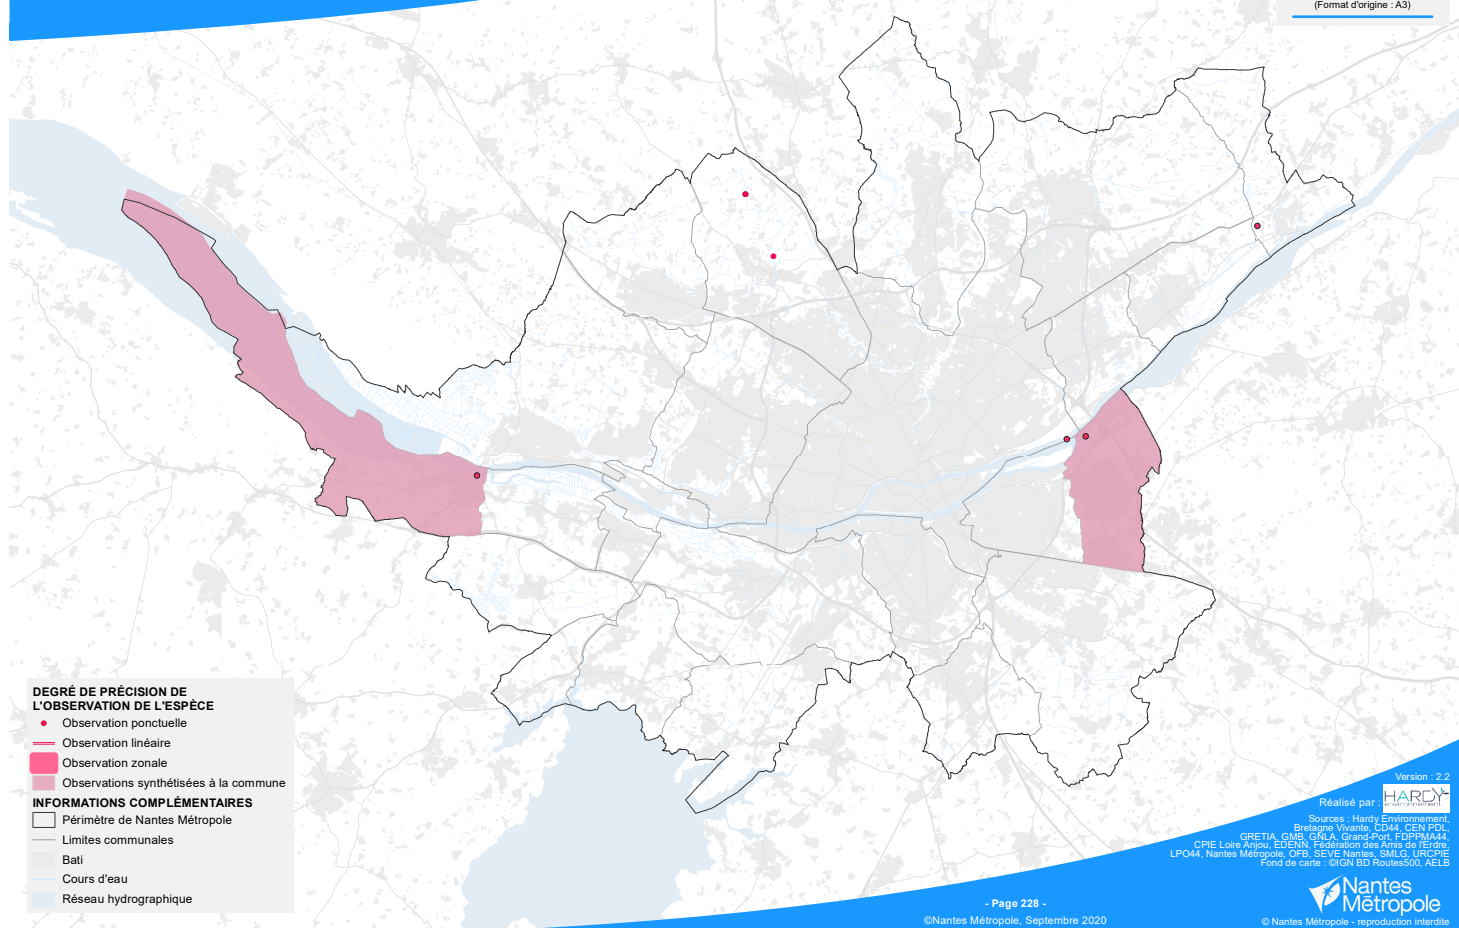 (Format d'origine : A3)
DEGRÉ DE PRÉCISION DE
L'OBSERVATION DE L'ESPÈCE
Observation ponctuelle
Observation linéaire
Observation zonale
Observations synthétisées à la commune
INFORMATIONS COMPLÉMENTAIRES
Périmètre de Nantes Métropole
Limites communales
Bati
Cours d'eau
Réseau hydrographique
Version : 2.2
Réalisé par :
HARDY
environnement
Sources : Hardy Environnement,
Bretagne Vivante, CD44, CEN PDL,
GRETIA, GMB, GNLA, Grand-Port, FDPPMA44,
CPIE Loire Anjou, EDENN, Fédération des Amis de l'Erdre,
LPO44, Nantes Métropole, OFB, SEVE Nantes, SMLG, URCPIE
Fond de carte : ©IGN BD Routes500, AELB
- Page 228 -
©Nantes Métropole, Septembre 2020
Nantes
Métropole
© Nantes Métropole - reproduction interdite